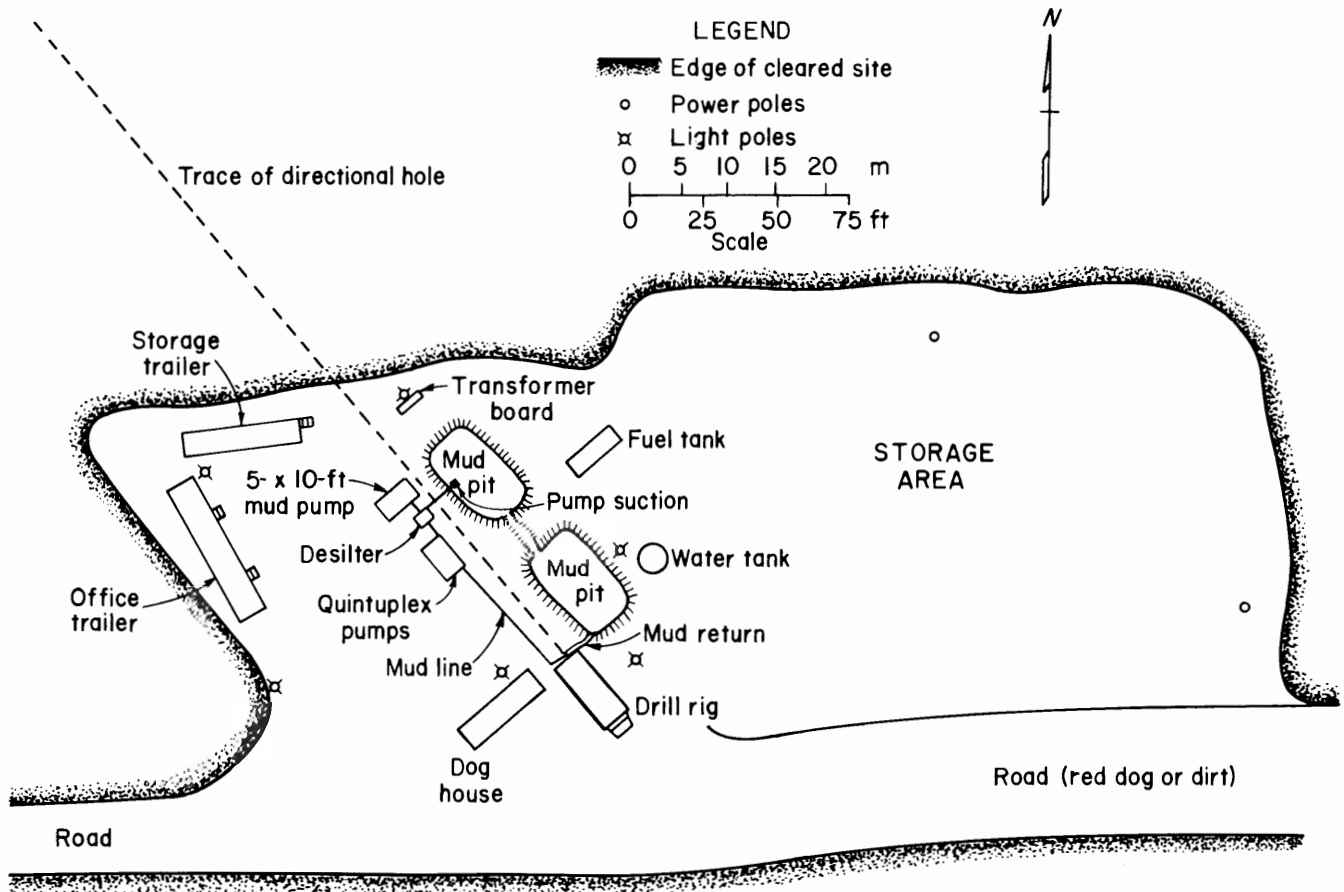 N
LEGEND
Edge of cleared site
Power poles
Light poles
0 5 10 15 20 m
0 25 50 75 ft
Scale
Trace of directional hole
Storage
trailer
Transformer
board
Fuel tank
STORAGE
AREA
5- x 10-ft
mud pump
Mud
pit
Pump suction
Desilter
Water tank
Mud
pit
Office
trailer
Quintuplex
pumps
Mud return
Mud line
Drill rig
Dog
house
Road (red dog or dirt)
Road